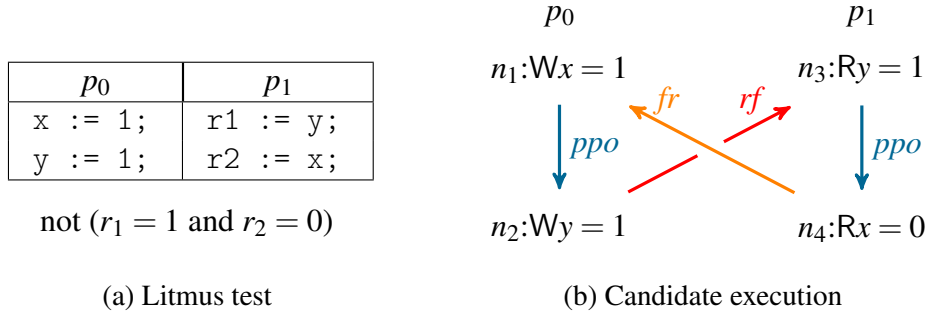 p0 p1
x := 1; r1 := y;
y := 1; r2 := x;
not (r1 = 1 and r2 = 0)
(a) Litmus test
p0 p1
n1:Wx = 1 n3:Ry = 1
fr rf
ppo ppo
n2:Wy = 1 n4:Rx = 0
(b) Candidate execution